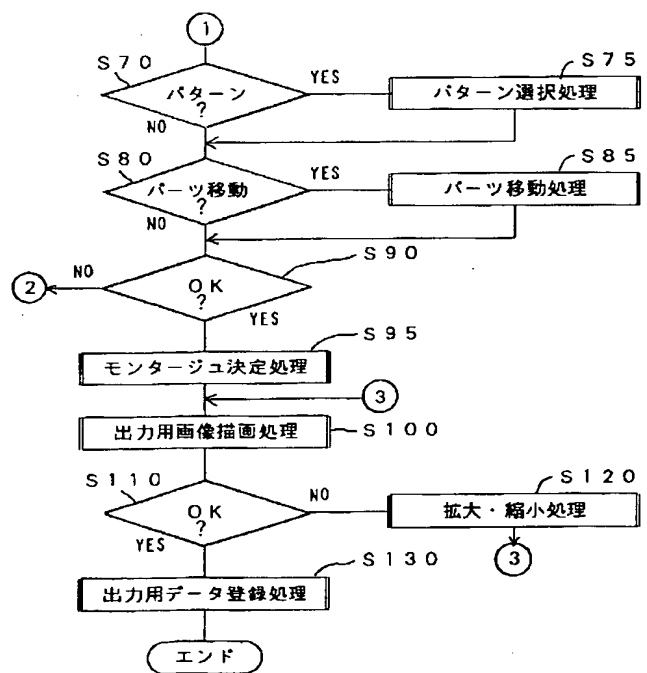 1
S70
パターン
?
YES
S75
パターン選択処理
NO
S80
パーツ移動
?
YES
S85
パーツ移動処理
NO
S90
OK
?
NO
2
YES
S95
モンタージュ決定処理
3
出力用画像描画処理
S100
S110
OK
?
NO
S120
拡大・縮小処理
3
YES
S130
出力用データ登録処理
エンド